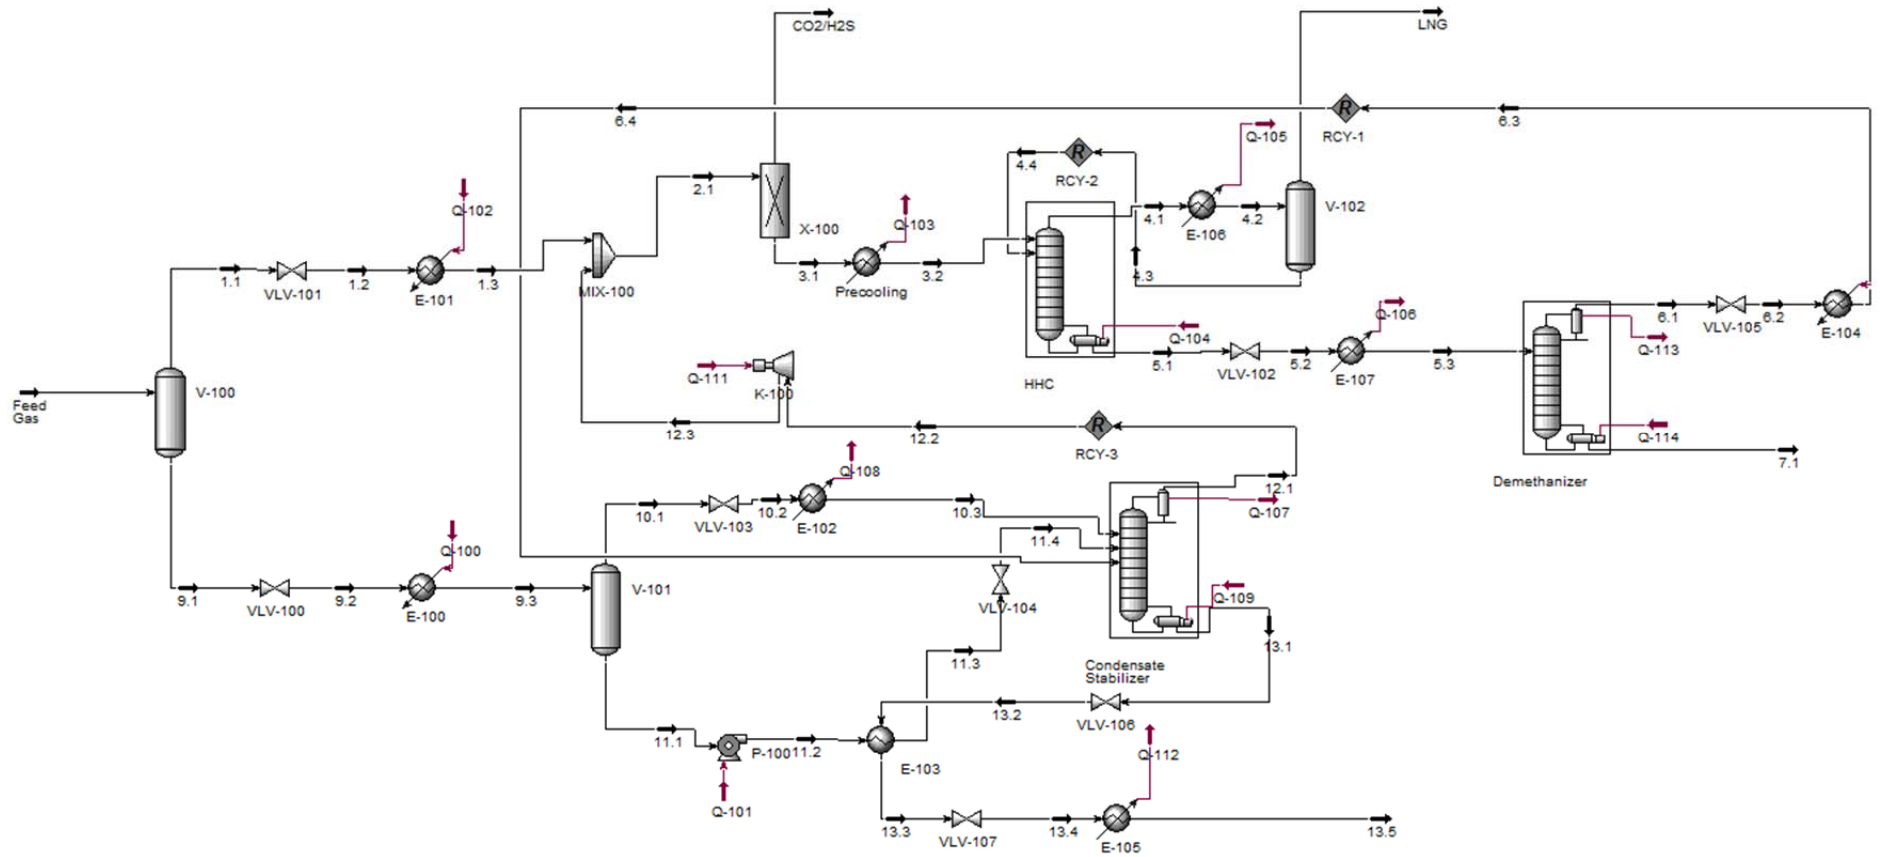 CO2/H2S
LNG
6.4
RCY-1
6.3
Q-105
4.4
RCY-2
2.1
Q-102
Q-103
X-100
4.1
E-106
4.2
V-102
1.1
VLV-101
1.2
E-101
1.3
MIX-100
3.1
Precooling
3.2
4.3
Q-104
5.1
VLV-102
5.2
Q-106
E-107
5.3
6.1
VLV-105
6.2
E-104
Q-113
HHC
Q-111
K-100
V-100
Feed
Gas
12.3
12.2
RCY-3
Q-114
7.1
Demethanizer
Q-108
10.1
VLV-103
10.2
E-102
10.3
12.1
Q-107
11.4
Q-100
9.1
VLV-100
9.2
E-100
9.3
V-101
VLV-104
Q-109
13.1
11.3
Condensate
Stabilizer
13.2
VLV-106
11.1
P-100
11.2
E-103
Q-112
Q-101
13.3
VLV-107
13.4
E-105
13.5